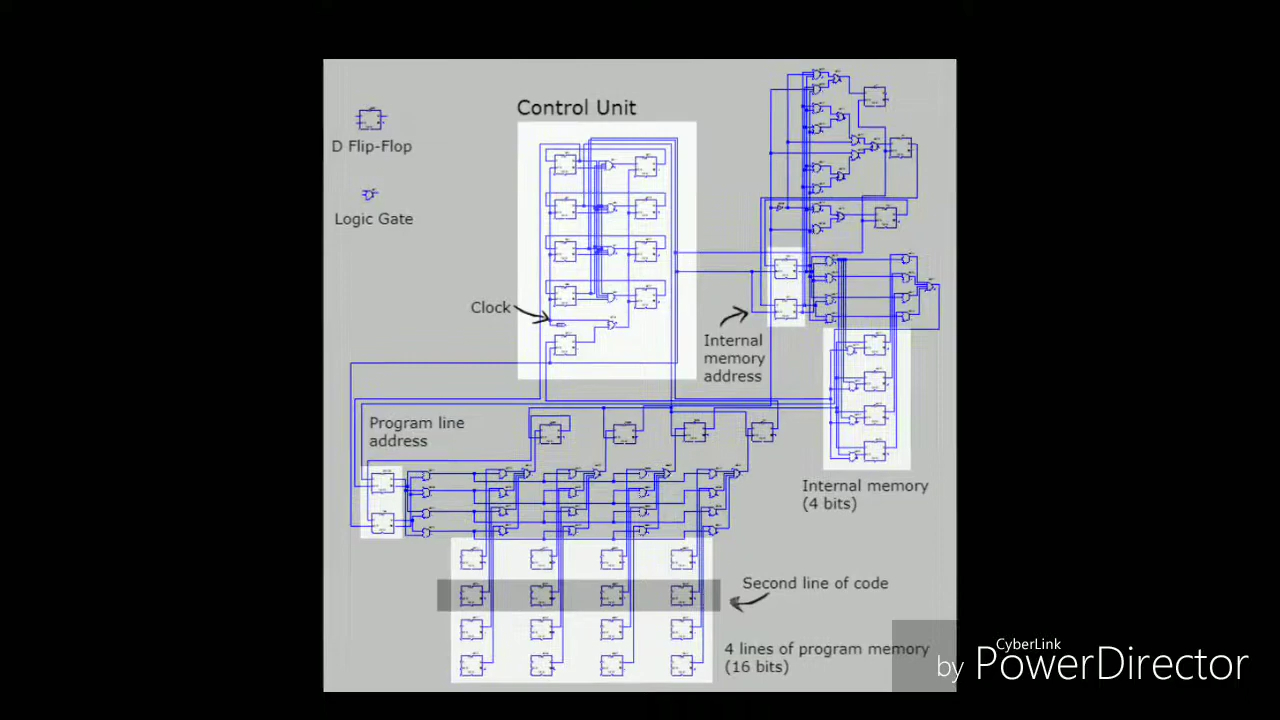 Control Unit
D Flip-Flop
Logic Gate
Clock
Internal
memory
address
Program line
address
Internal memory
(4 bits)
Second line of code
4 lines of program memory
(16 bits)
CyberLink
by PowerDirector